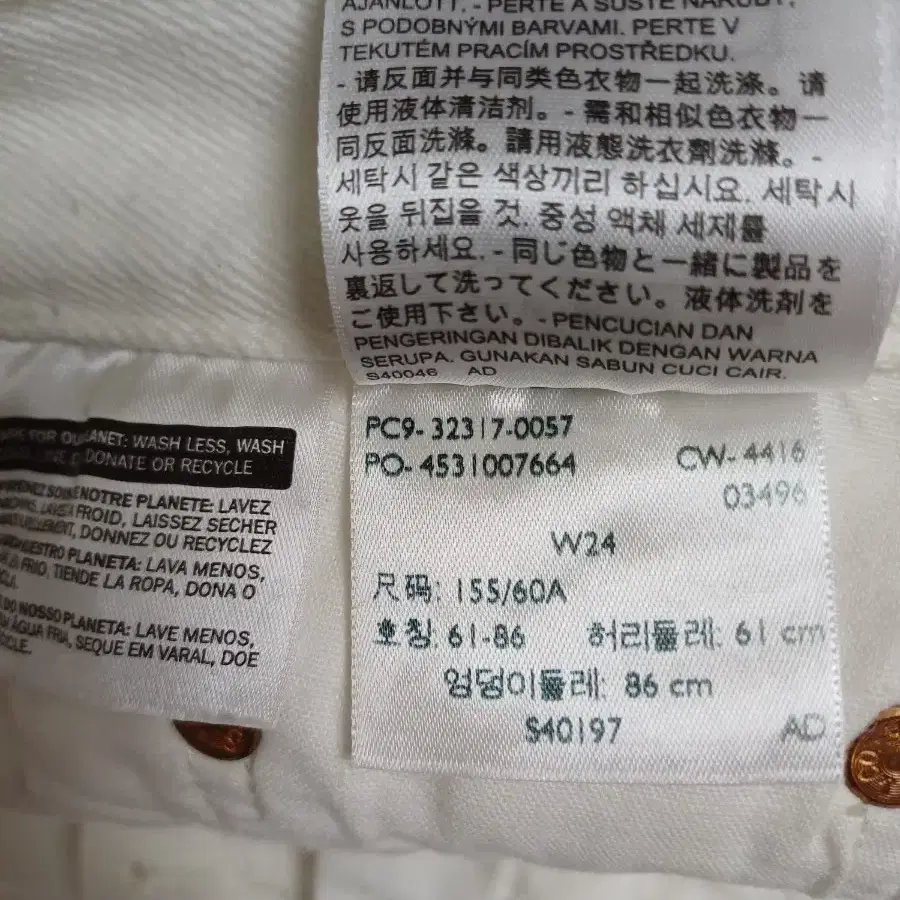 AJÁNLOTT. - PERTE A SUŠTE NARUBY,
S PODOBNÝMI BARVAMI. PERTE V
TEKUTÉM PRACÍM PROSTŘEDKU.
- 请反面并与同类色衣物一起洗涤。请
使用液体清洁剂。- 需和相似色衣物一
同反面洗滌。請用液態洗衣劑洗滌。-
세탁시 같은 색상끼리 하십시요. 세탁시
옷을 뒤집을 것. 중성 액체 세제를
사용하세요. - 同じ色物と一緒に製品を
裏返して洗ってください。液体洗剤を
ご使用下さい。- PENCUCIAN DAN
PENGERINGAN DIBALIK DENGAN WARNA
SERUPA. GUNAKAN SABUN CUCI CAIR.
S40046 AD
FOR OUR PLANET: WASH LESS, WASH
DONATE OR RECYCLE
NOTRE PLANETE: LAVEZ
FROID, LAISSEZ SECHER
DONNEZ OU RECYCLEZ
NUESTRO PLANETA: LAVA MENOS,
FRIO, TIENDE LA ROPA, DONA O
DO NOSSO PLANETA: LAVE MENOS,
ÁGUA FRIA, SEQUE EM VARAL, DOE
PC9-32317-0057
PO-4531007664 CW-4416
03496
W24
尺码: 155/60A
호칭: 61-86 허리둘레: 61 cm
엉덩이둘레: 86 cm
S40197 AD